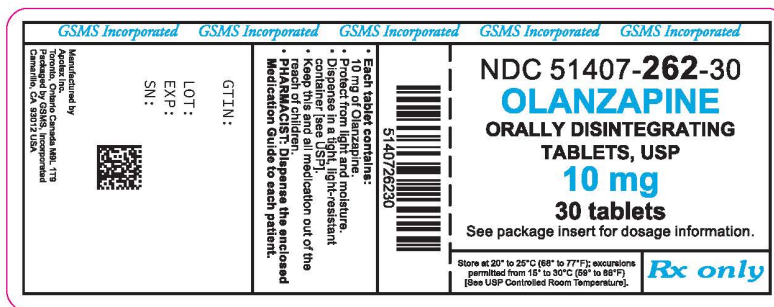 GSMS Incorporated GSMS Incorporated GSMS Incorporated GSMS Incorporated GSMS Incorporated
NDC 51407-262-30
OLANZAPINE
ORALLY DISINTEGRATING
TABLETS, USP
10 mg
30 tablets
See package insert for dosage information.
Store at 20° to 25°C (68° to 77°F); excursions
permitted from 15° to 30°C (59° to 86°F)
[See USP Controlled Room Temperature].
Rx only
5140726230
• Each tablet contains:
10 mg of Olanzapine.
• Protect from light and moisture.
• Dispense in a tight, light-resistant
container [see USP].
• Keep this and all medication out of the
reach of children.
• PHARMACIST: Dispense the enclosed
Medication Guide to each patient.
GTIN:
LOT:
EXP:
SN:
Manufactured by
Apotex Inc.
Toronto, Ontario Canada M9L 1T9
Packaged by GSMS, Incorporated
Camarillo, CA 93012 USA